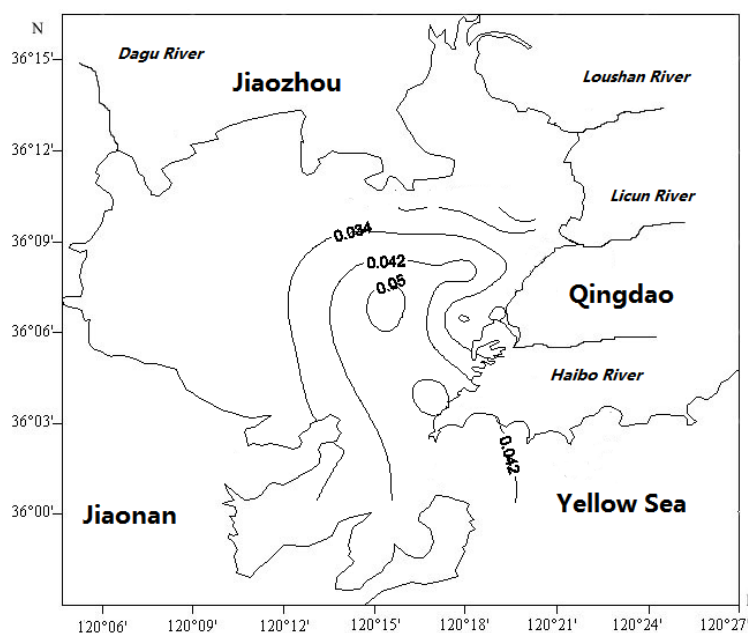 N
Dagu River
36°15'
Jiaozhou
Loushan River
36°12'
Licun River
0.034
36°09'
0.042
0.05
Qingdao
36°06'
Haibo River
36°03'
0.042
Jiaonan
36°00'
Yellow Sea
120°06'
120°09'
120°12'
120°15'
120°18'
120°21'
120°24'
120°27'